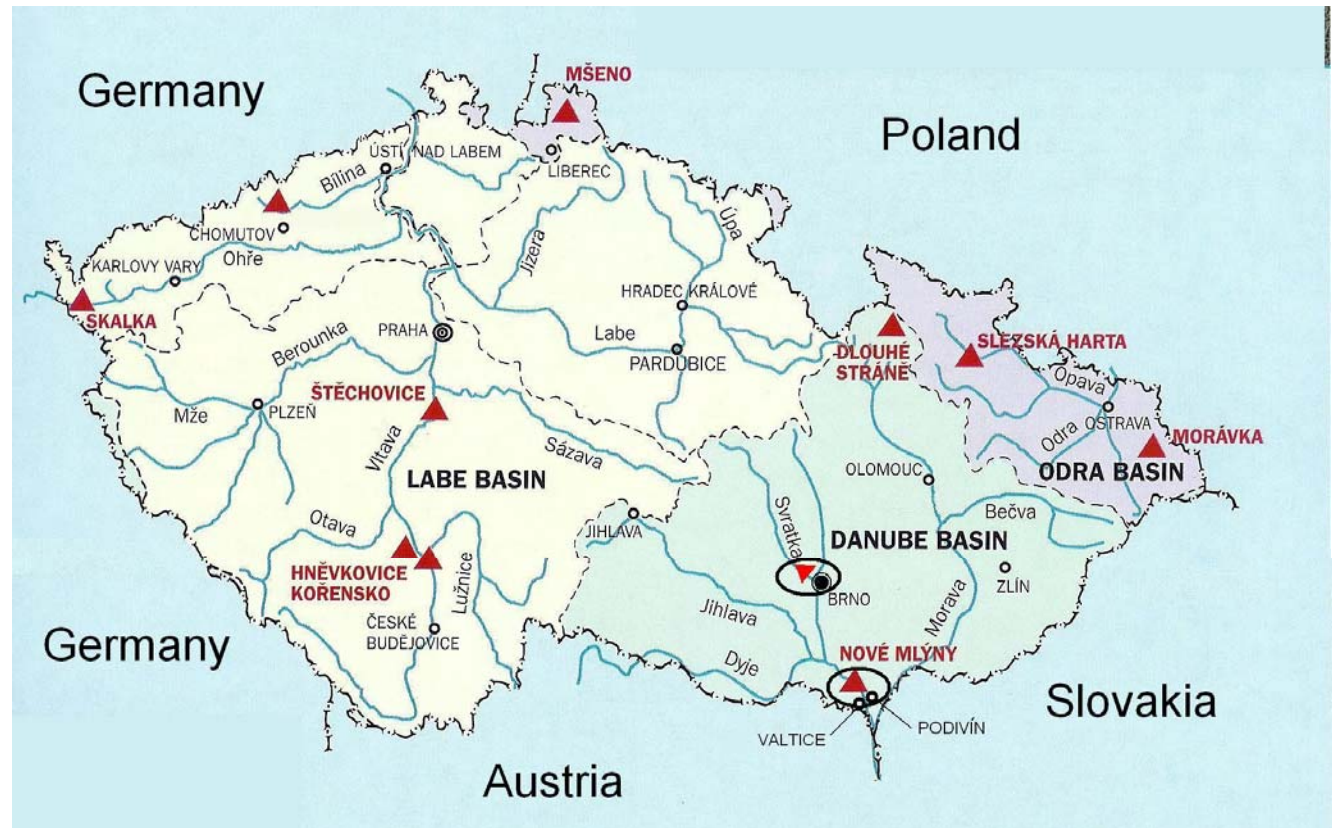 Germany
MŠENO
Poland
ÚSTÍ NAD LABEM
LIBEREC
Bílina
CHOMUTOV
Ohře
KARLOVY VARY
SKALKA
Jizera
Úpa
HRADEC KRÁLOVÉ
Labe
PARDUBICE
PRAHA
Berounka
Mže
PLZEŇ
ŠTĚCHOVICE
Vltava
Sázava
LABE BASIN
DLOUHÉ
STRÁNĚ
SLEZSKÁ HARTA
Opava
Odra
OSTRAVA
MORÁVKA
ODRA BASIN
OLOMOUC
Bečva
Otava
JIHLAVA
Svratka
DANUBE BASIN
ZLÍN
HNĚVKOVICE
KOŘENSKO
Lužnice
BRNO
Jihlava
Morava
ČESKÉ
BUDĚJOVICE
Germany
Dyje
NOVÉ MLÝNY
Slovakia
VALTICE
PODIVÍN
Austria